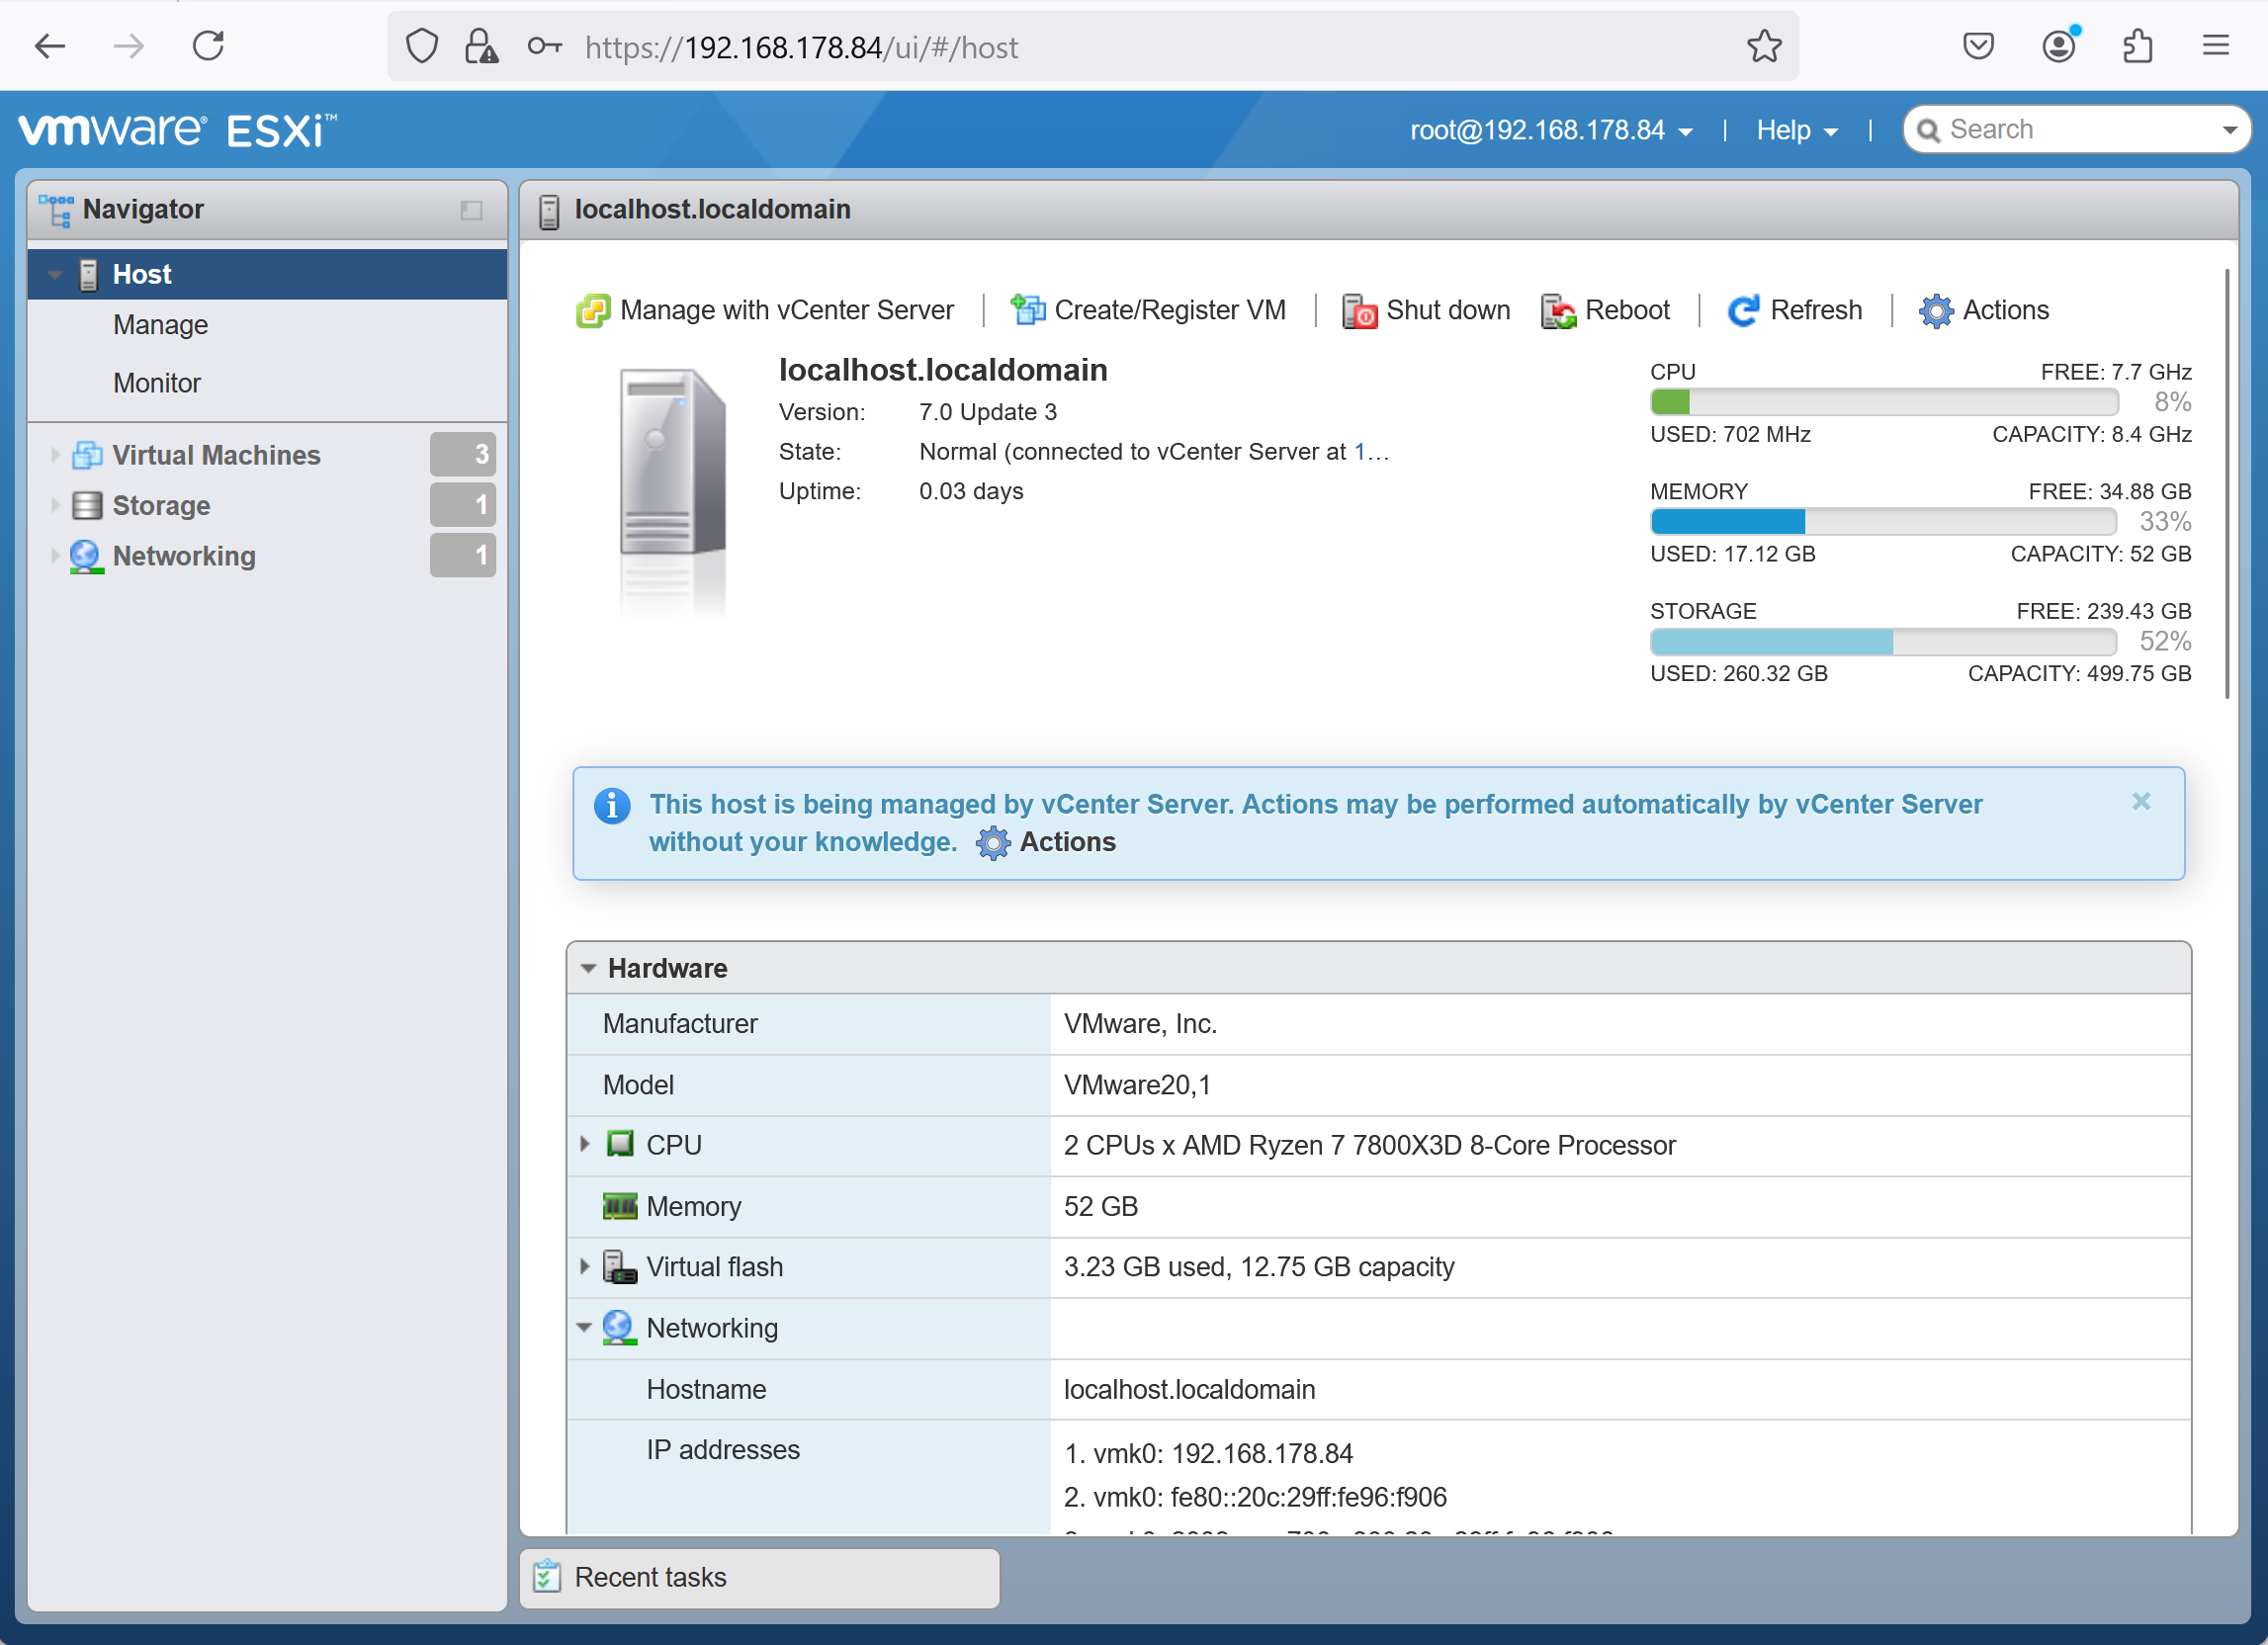 https://192.168.178.84/ui/#/host
vmware® ESXi™
root@192.168.178.84 | Help | Search
Navigator
Host
Manage
Monitor
Virtual Machines 3
Storage 1
Networking 1
localhost.localdomain
Manage with vCenter Server | Create/Register VM | Shut down Reboot | Refresh | Actions
localhost.localdomain
Version: 7.0 Update 3
State: Normal (connected to vCenter Server at 1…
Uptime: 0.03 days
CPU FREE: 7.7 GHz
8%
USED: 702 MHz CAPACITY: 8.4 GHz
MEMORY FREE: 34.88 GB
33%
USED: 17.12 GB CAPACITY: 52 GB
STORAGE FREE: 239.43 GB
52%
USED: 260.32 GB CAPACITY: 499.75 GB
This host is being managed by vCenter Server. Actions may be performed automatically by vCenter Server
without your knowledge. Actions
Hardware
Manufacturer VMware, Inc.
Model VMware20,1
CPU 2 CPUs x AMD Ryzen 7 7800X3D 8-Core Processor
Memory 52 GB
Virtual flash 3.23 GB used, 12.75 GB capacity
Networking
Hostname localhost.localdomain
IP addresses 1. vmk0: 192.168.178.84
2. vmk0: fe80::20c:29ff:fe96:f906
Recent tasks